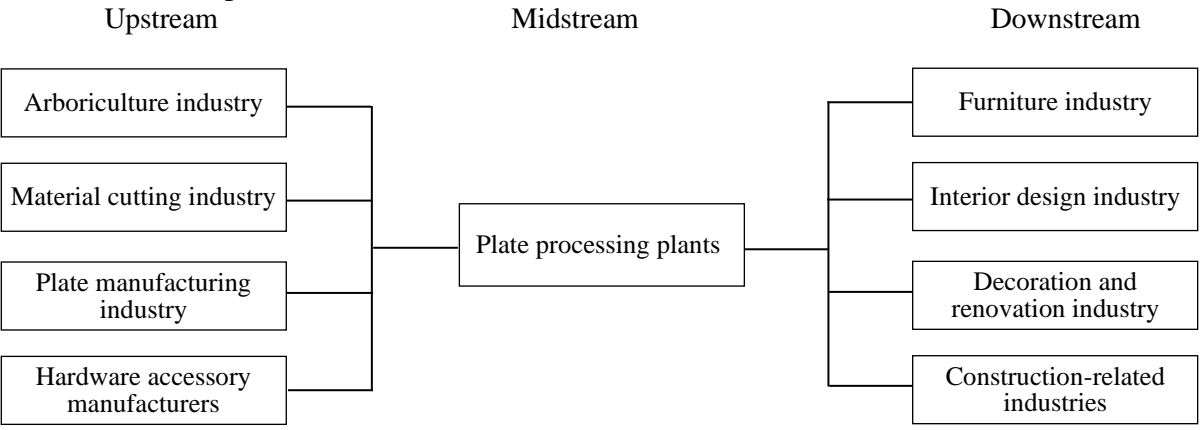 Upstream
Midstream
Downstream
Arboriculture industry
Furniture industry
Material cutting industry
Interior design industry
Plate processing plants
Plate manufacturing
industry
Decoration and
renovation industry
Hardware accessory
manufacturers
Construction-related
industries